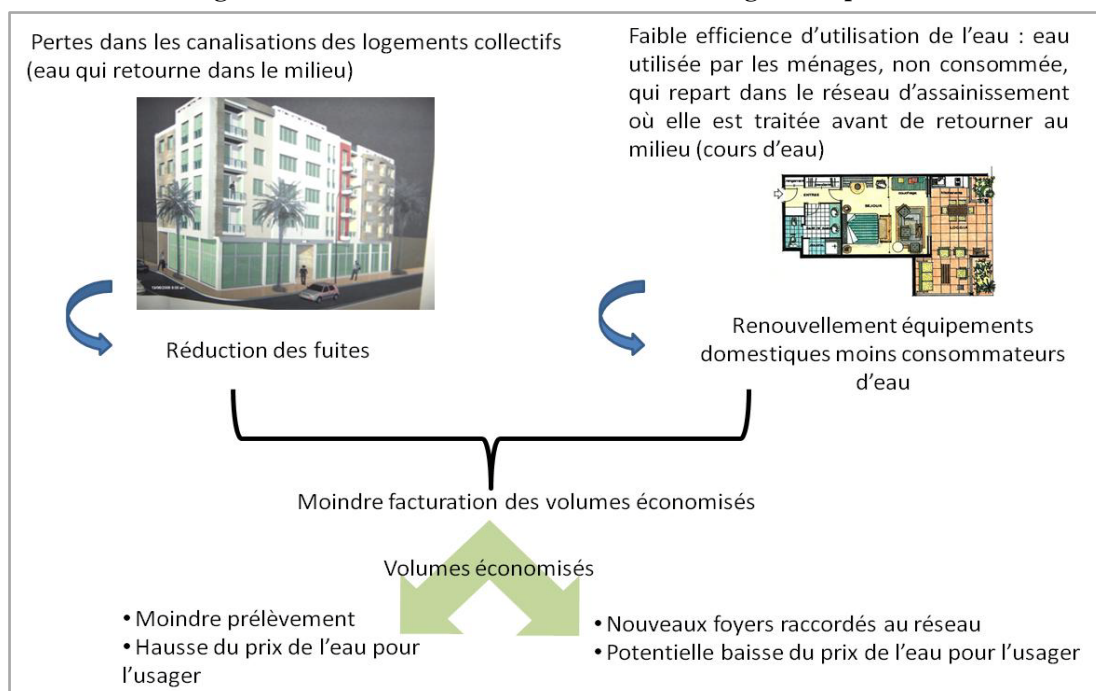 Pertes dans les canalisations des logements collectifs
(eau qui retourne dans le milieu)
Faible efficience d’utilisation de l’eau : eau
utilisée par les ménages, non consommée,
qui repart dans le réseau d’assainissement
où elle est traitée avant de retourner au
milieu (cours d’eau)
Réduction des fuites
Renouvellement équipements
domestiques moins consommateurs
d’eau
Moindre facturation des volumes économisés
Volumes économisés
• Moindre prélèvement
• Hausse du prix de l’eau pour
l’usager
• Nouveaux foyers raccordés au réseau
• Potentielle baisse du prix de l’eau pour l’usager